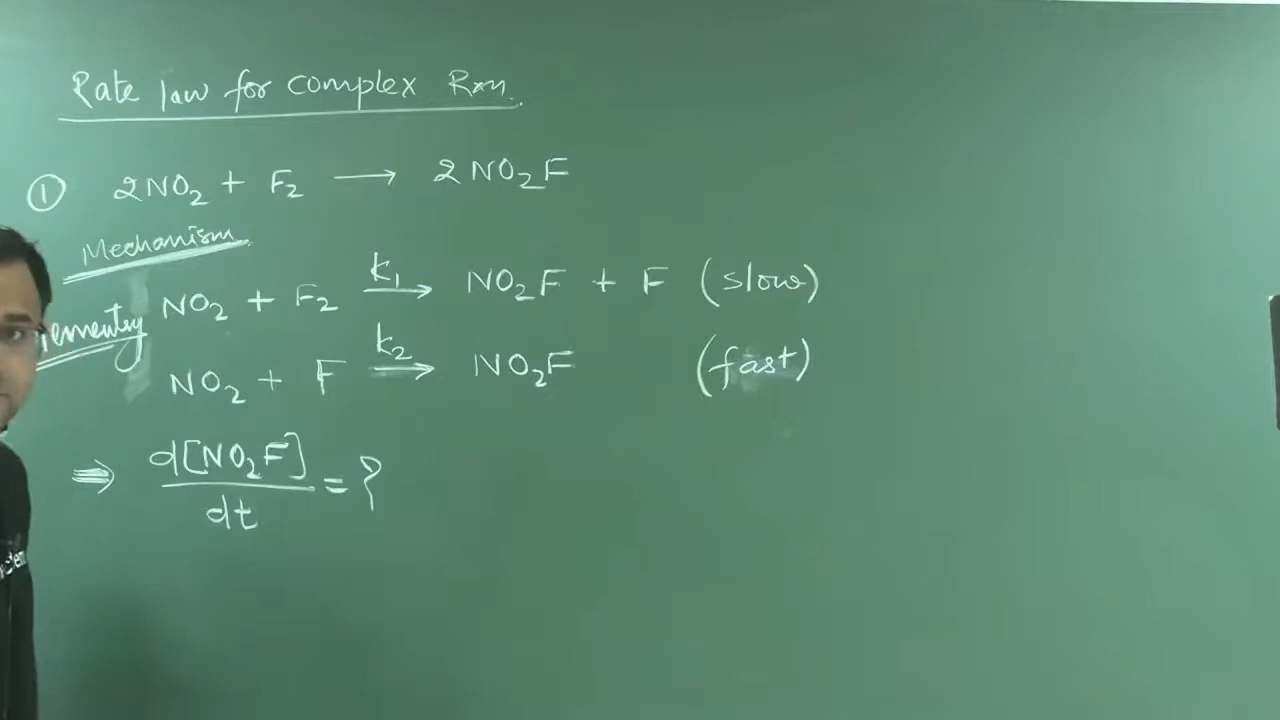 Rate law for complex Rxn.
① 2NO₂ + F₂ ⟶ 2NO₂F
Mechanism
NO₂ + F₂ —k₁→ NO₂F + F (slow)
ementry
NO₂ + F —k₂→ NO₂F (fast)
⇒ d[NO₂F]/dt = ?